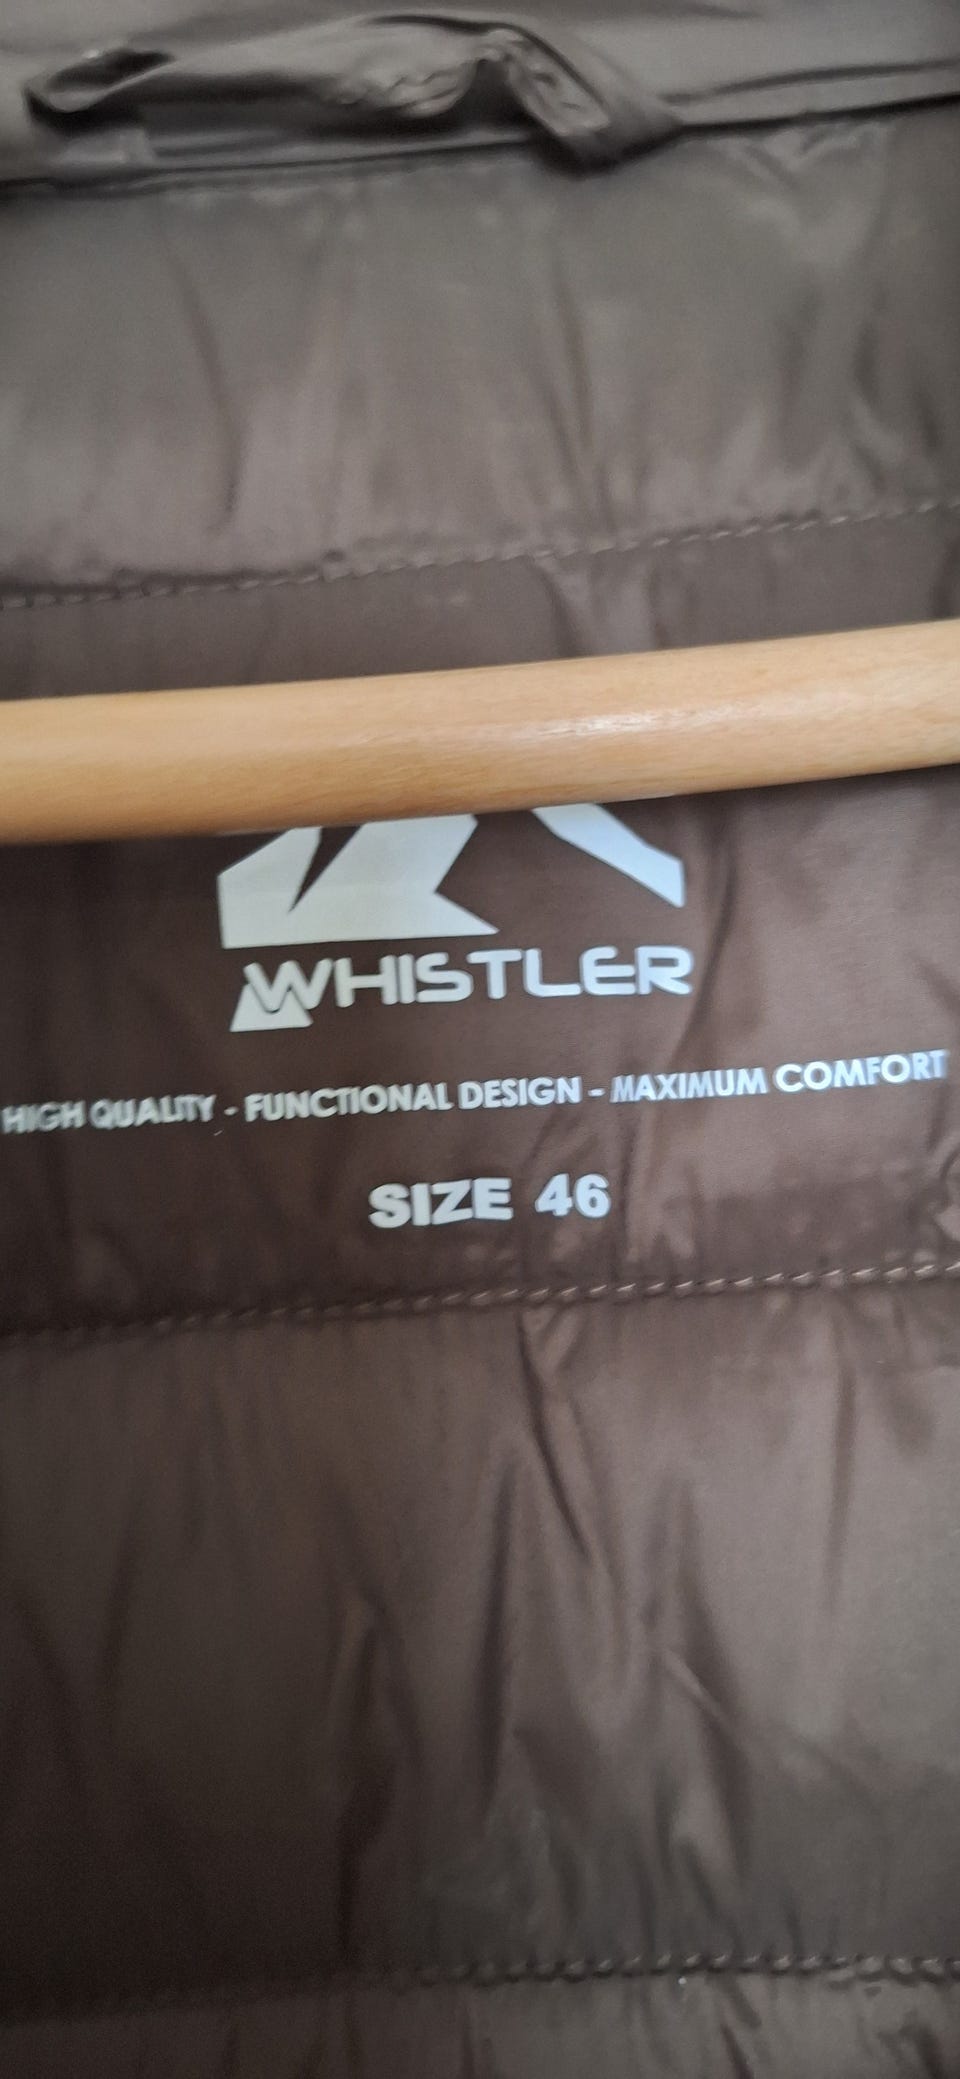 WHISTLER
HIGH QUALITY - FUNCTIONAL DESIGN - MAXIMUM COMFORT
SIZE 46